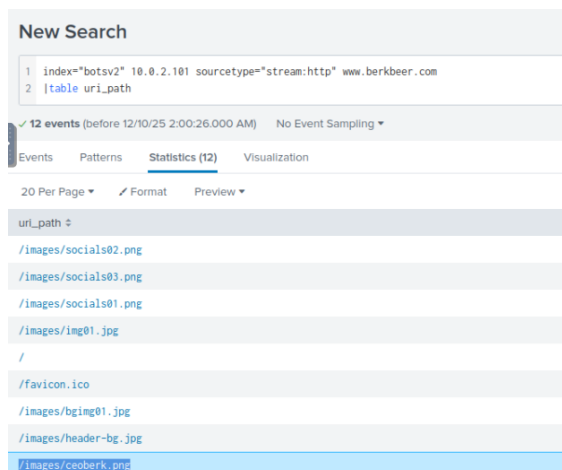 New Search
1 index="botsv2" 10.0.2.101 sourcetype="stream:http" www.berkbeer.com
2 |table uri_path
✓ 12 events (before 12/10/25 2:00:26.000 AM) No Event Sampling ▾
Events Patterns Statistics (12) Visualization
20 Per Page ▾ Format Preview ▾
uri_path
/images/socials02.png
/images/socials03.png
/images/socials01.png
/images/img01.jpg
/
/favicon.ico
/images/bgimg01.jpg
/images/header-bg.jpg
/images/ceoberk.png